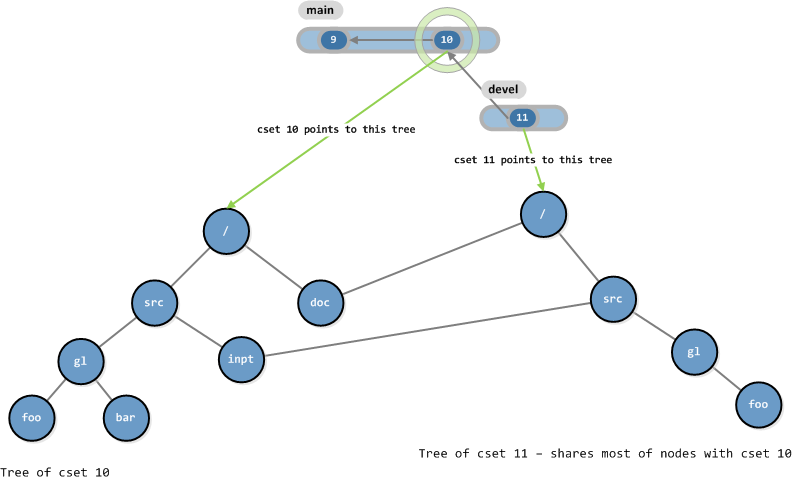 main
9
10
devel
11
cset 10 points to this tree
cset 11 points to this tree
/
/
src
doc
src
gl
inpt
gl
foo
bar
foo
Tree of cset 11 – shares most of nodes with cset 10
Tree of cset 10